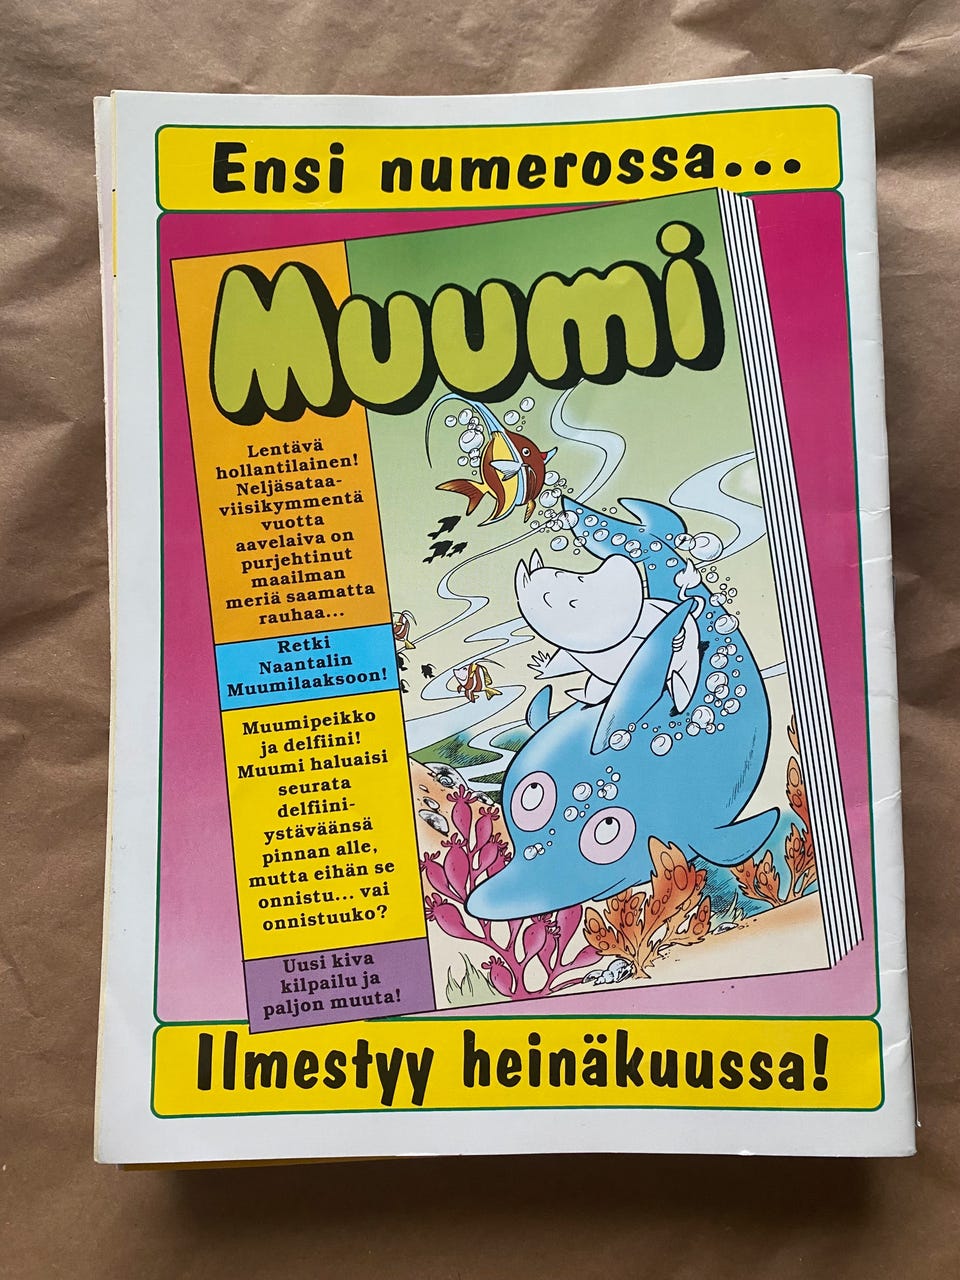 Ensi numerossa...
Muumi
Lentävä
hollantilainen!
Neljäsataa-
viisikymmentä
vuotta
aavelaiva on
purjehtinut
maailman
meriä saamatta
rauhaa...
Retki
Naantalin
Muumilaaksoon!
Muumipeikko
ja delfiini!
Muumi haluaisi
seurata
delfiini-
ystäväänsä
pinnan alle,
mutta eihän se
onnistu... vai
onnistuuko?
Uusi kiva
kilpailu ja
paljon muuta!
Ilmestyy heinäkuussa!